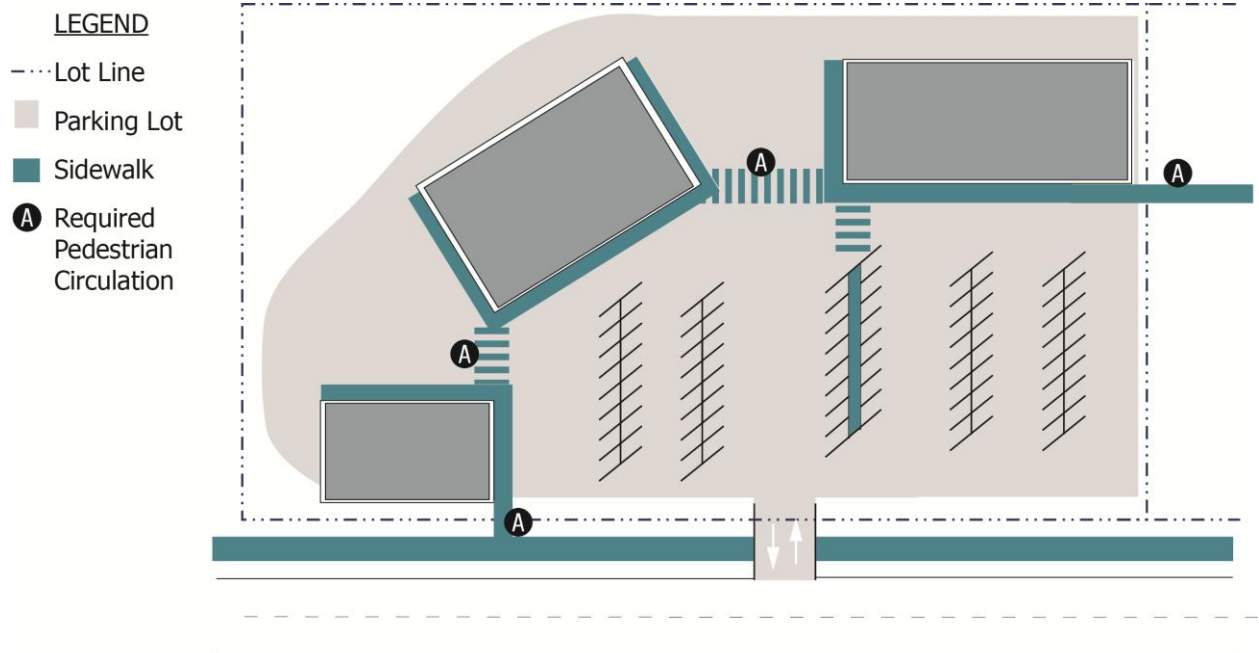 LEGEND
Lot Line
Parking Lot
Sidewalk
A Required
Pedestrian
Circulation
A
A
A
A